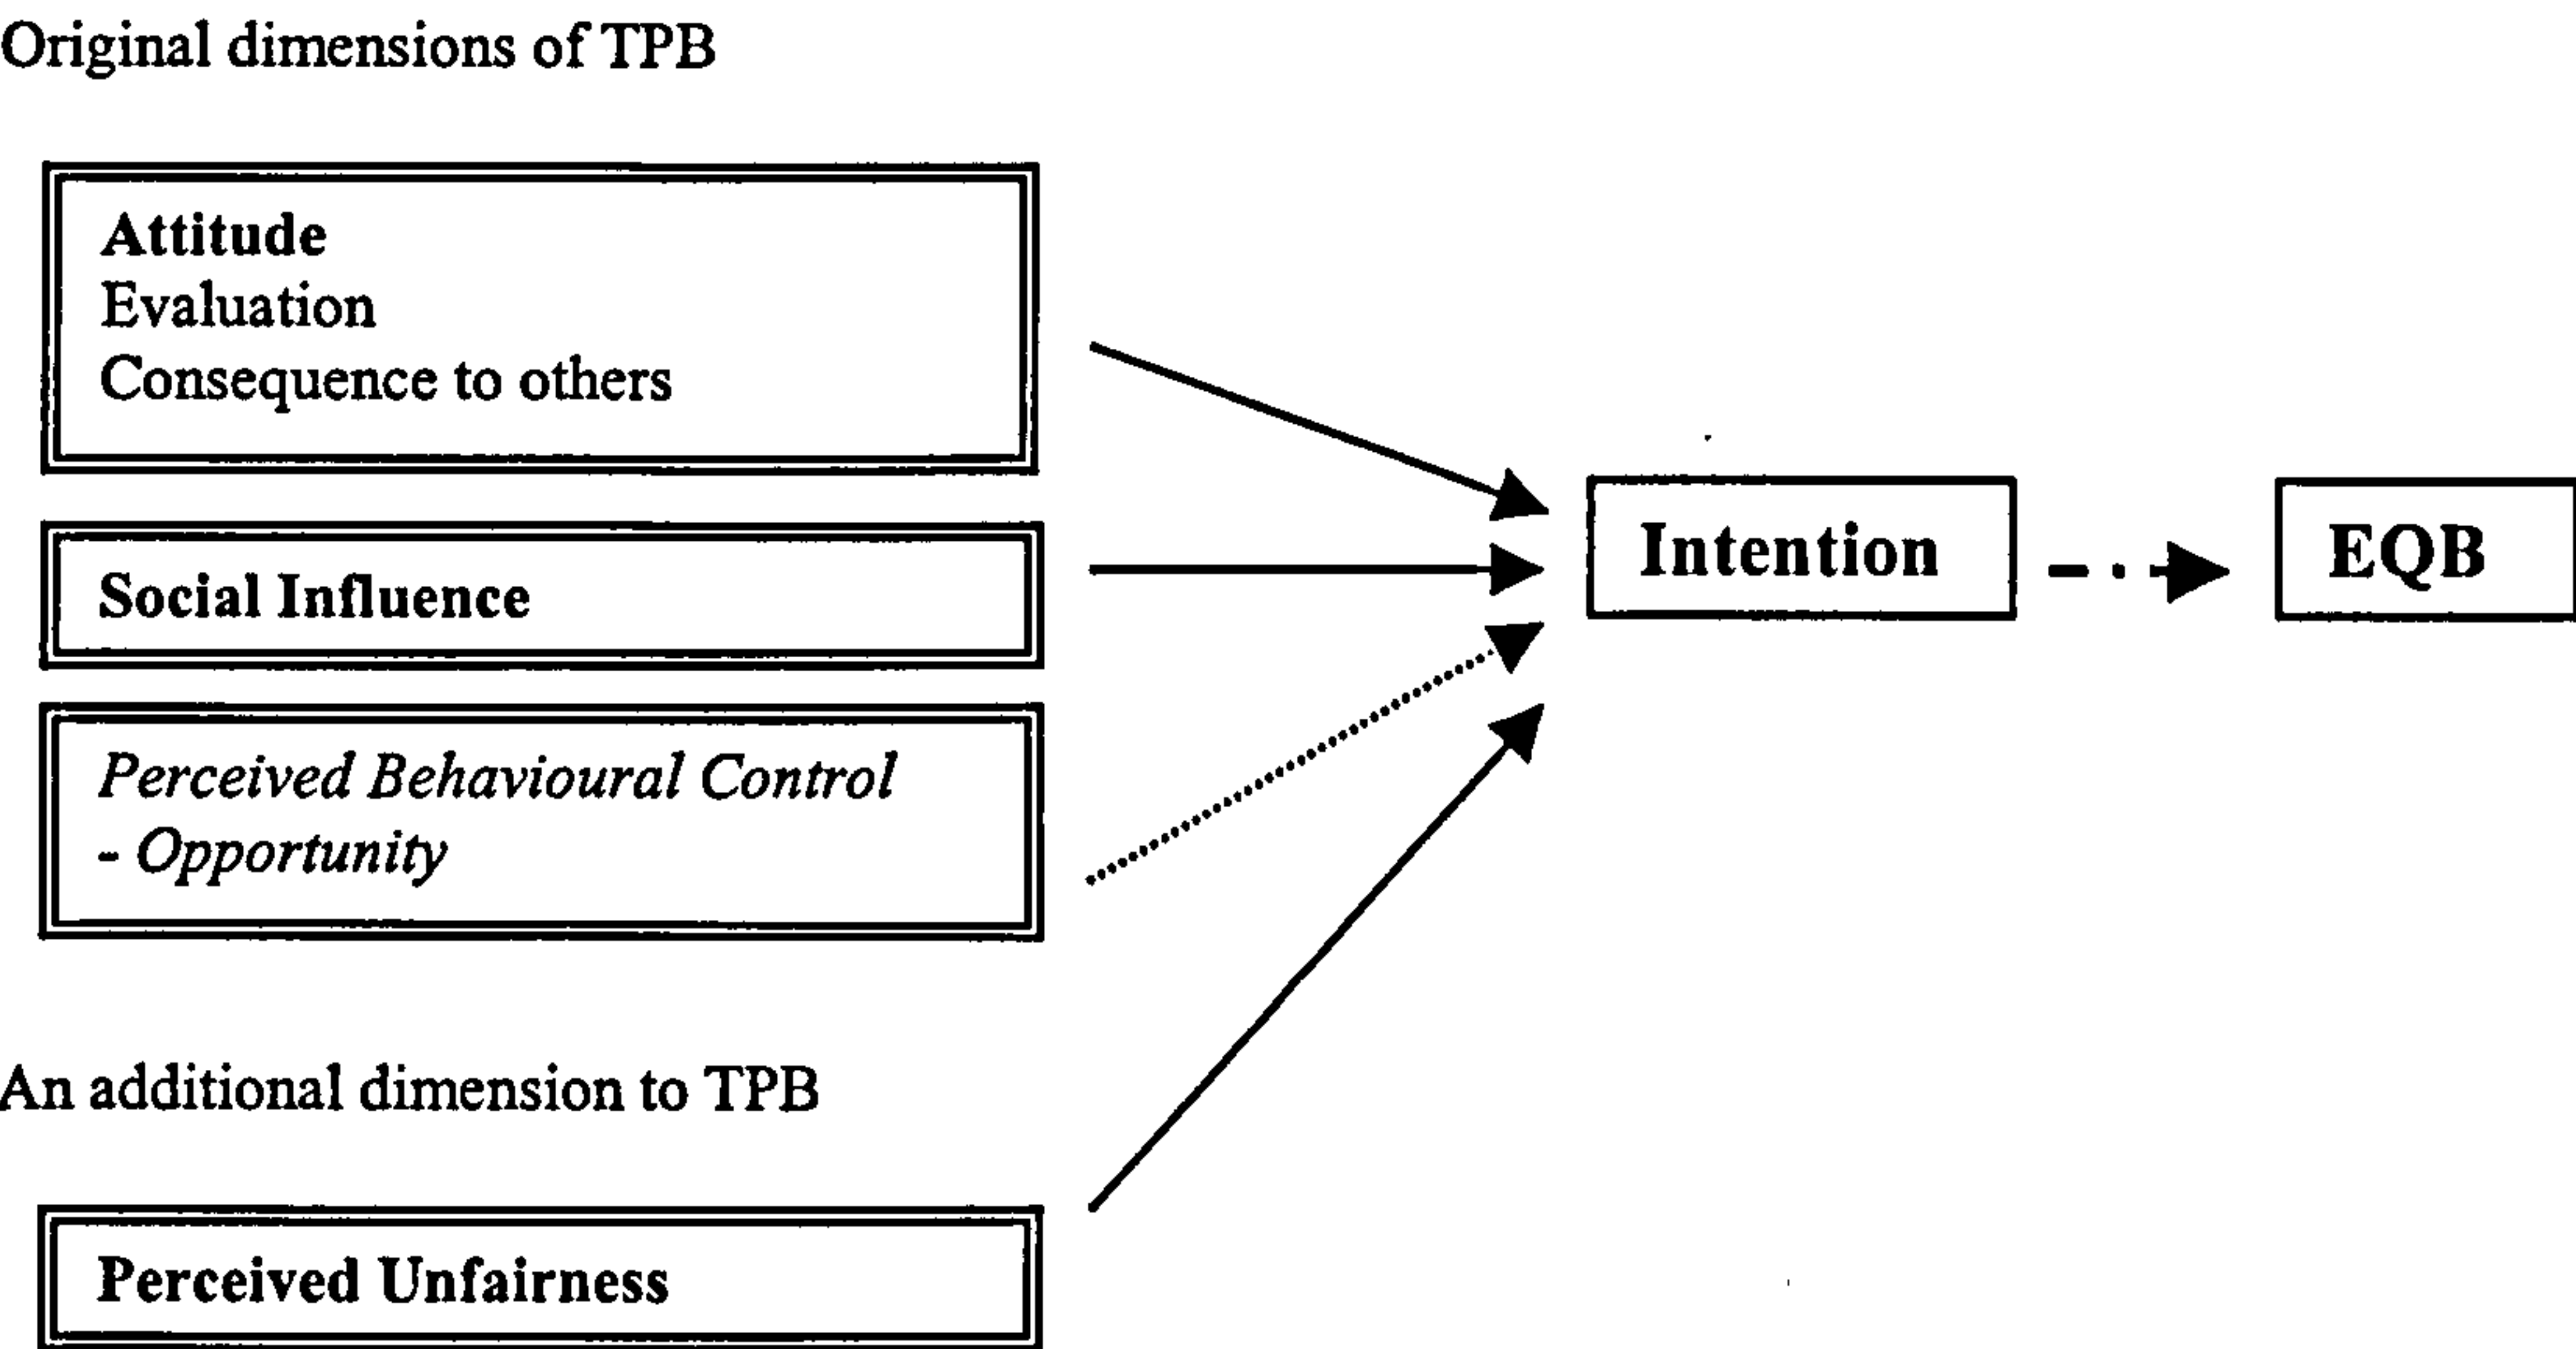 Original dimensions of TPB
Attitude
Evaluation
Consequence to others
Social Influence
Perceived Behavioural Control
- Opportunity
Intention
EQB
An additional dimension to TPB
Perceived Unfairness